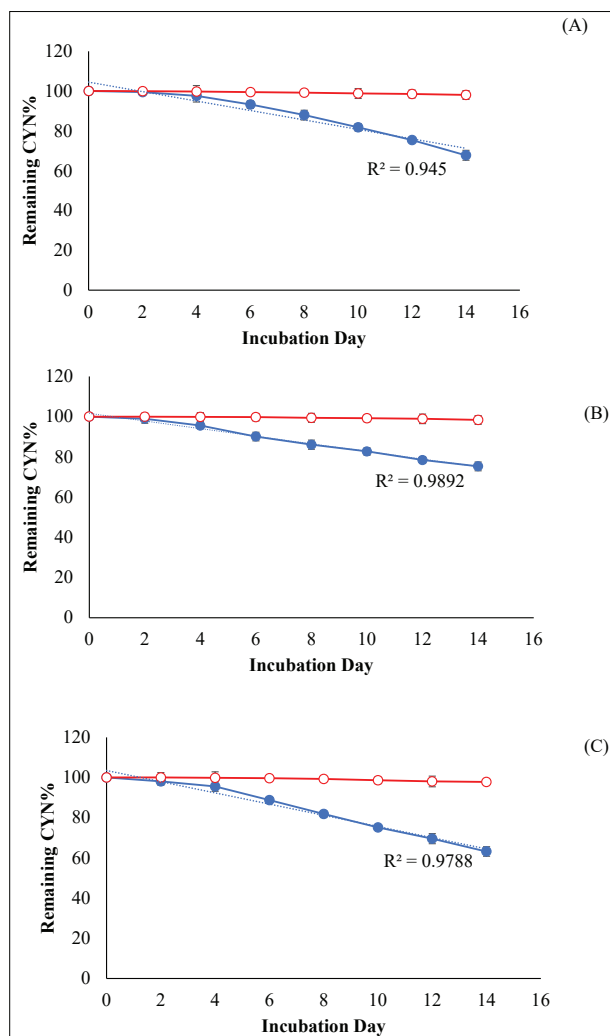 (A)
120
100
80
60
40
20
0
Remaining CYN%
R² = 0.945
0 2 4 6 8 10 12 14 16
Incubation Day
(B)
120
100
80
60
40
20
0
Remaining CYN%
R² = 0.9892
0 2 4 6 8 10 12 14 16
Incubation Day
(C)
120
100
80
60
40
20
0
Remaining CYN%
R² = 0.9788
0 2 4 6 8 10 12 14 16
Incubation Day